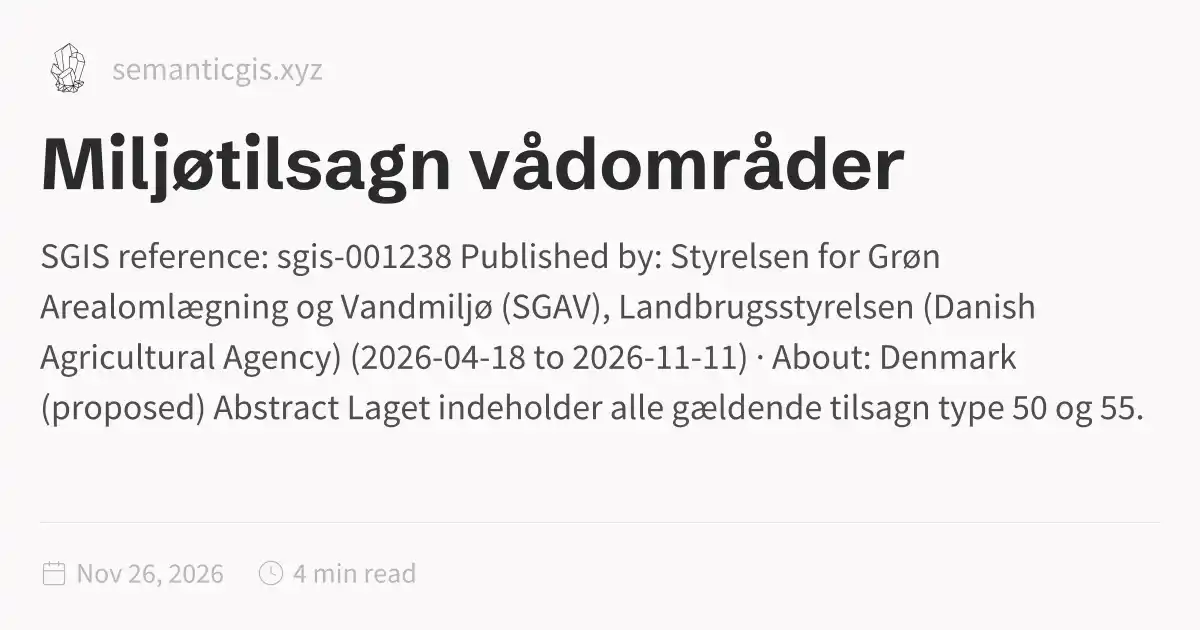 semanticgis.xyz
Miljøtilsagn vådområder
SGIS reference: sgis-001238 Published by: Styrelsen for Grøn
Arealomlægning og Vandmiljø (SGAV), Landbrugsstyrelsen (Danish
Agricultural Agency) (2026-04-18 to 2026-11-11) · About: Denmark
(proposed) Abstract Laget indeholder alle gældende tilsagn type 50 og 55.
Nov 26, 2026 4 min read